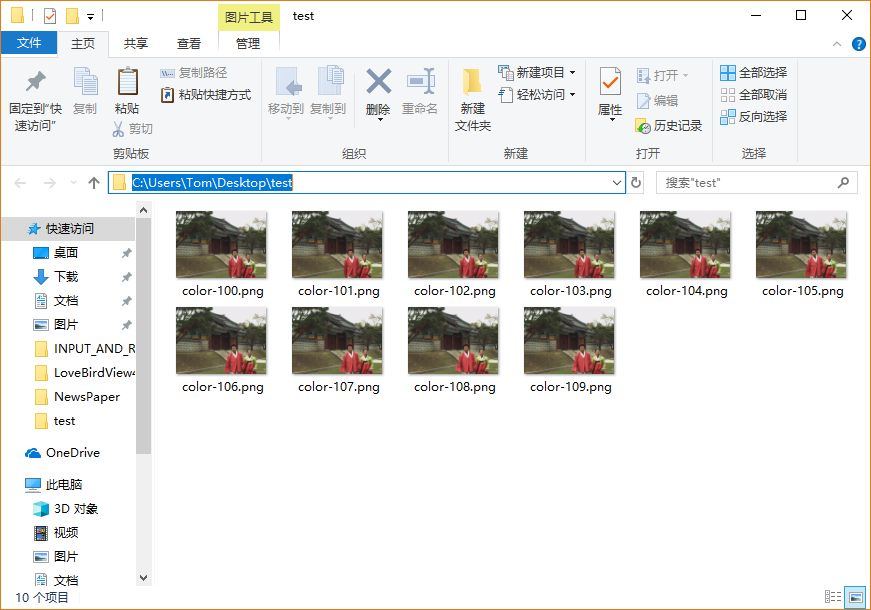 图片工具 test
文件 主页 共享 查看 管理
固定到“快速访问”
复制
粘贴
剪切
复制路径
粘贴快捷方式
剪贴板
移动到
复制到
删除
重命名
组织
新建文件夹
新建项目
轻松访问
新建
属性
打开
编辑
历史记录
打开
全部选择
全部取消
反向选择
选择
C:\Users\Tom\Desktop\test
搜索"test"
快速访问
桌面
下载
文档
图片
INPUT_AND_R
LoveBirdView
NewsPaper
test
OneDrive
此电脑
3D 对象
视频
图片
文档
color-100.png color-101.png color-102.png color-103.png color-104.png color-105.png
color-106.png color-107.png color-108.png color-109.png
10 个项目